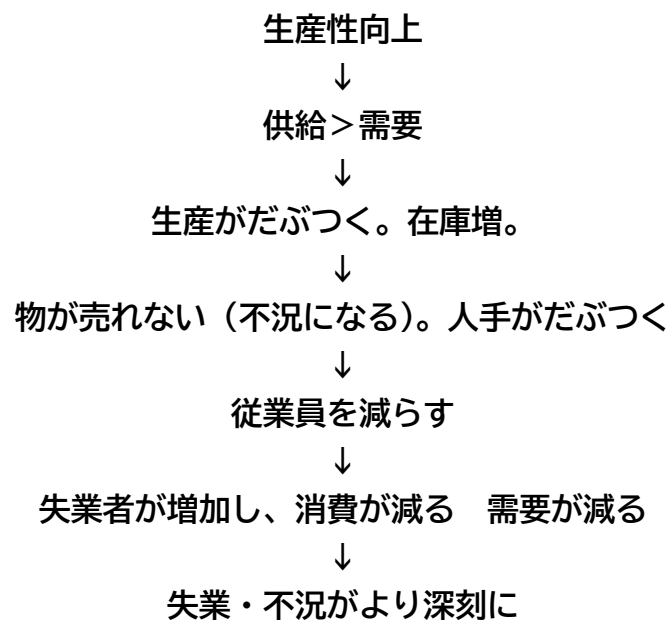 生産性向上
↓
供給＞需要
↓
生産がだぶつく。在庫増。
↓
物が売れない（不況になる）。人手がだぶつく
↓
従業員を減らす
↓
失業者が増加し、消費が減る　需要が減る
↓
失業・不況がより深刻に